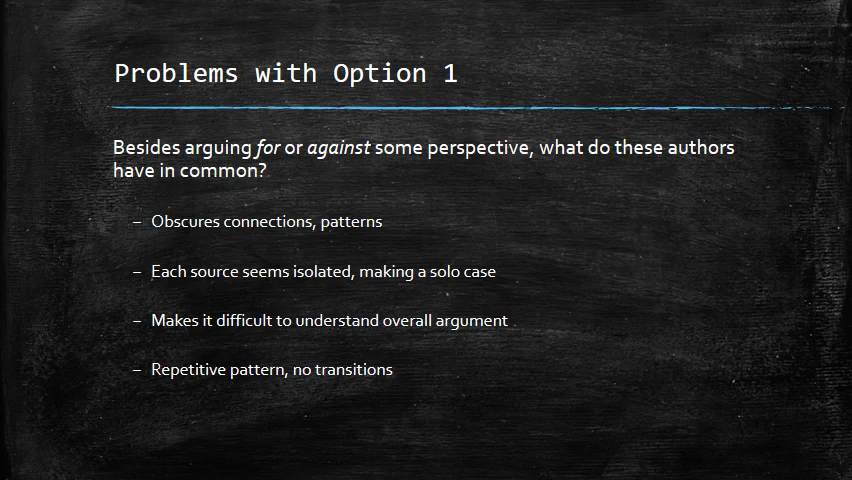 Problems with Option 1
Besides arguing for or against some perspective, what do these authors
have in common?
– Obscures connections, patterns
– Each source seems isolated, making a solo case
– Makes it difficult to understand overall argument
– Repetitive pattern, no transitions